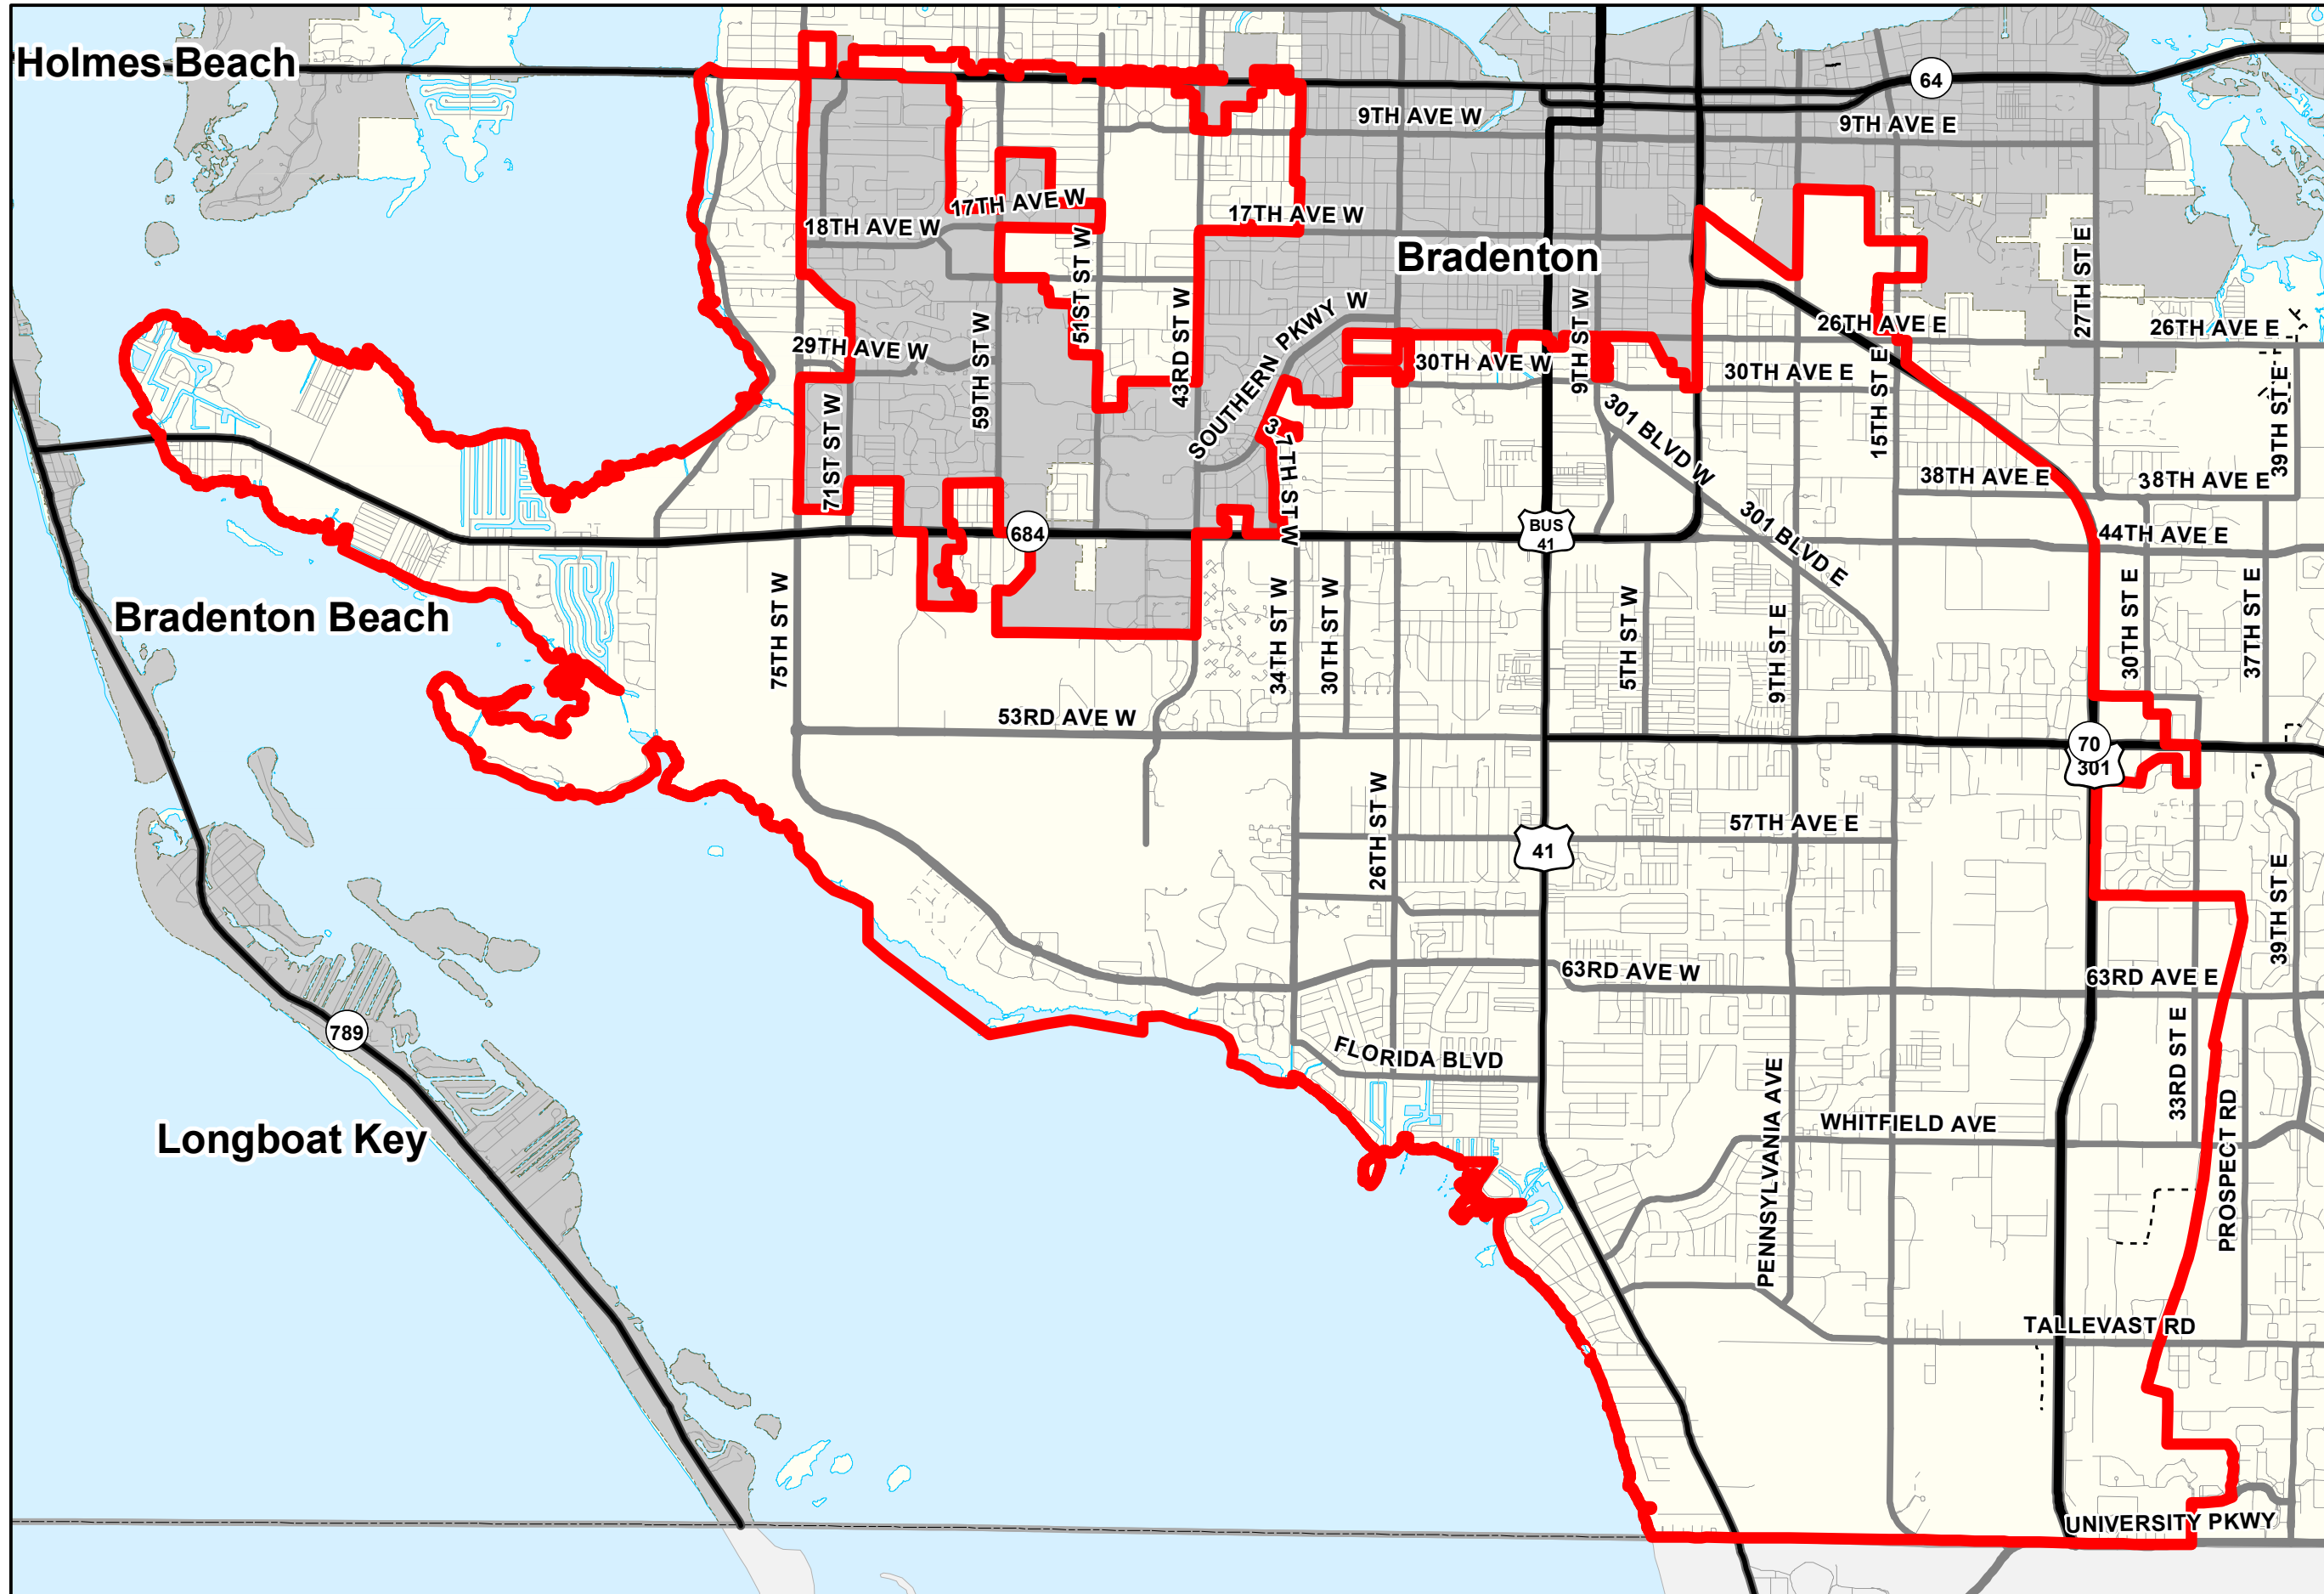 Holmes Beach
64
9TH AVE W
9TH AVE E
17TH AVE W
17TH AVE W
18TH AVE W
Bradenton
51ST ST W
27TH ST E
43RD ST W
SOUTHERN PKWY W
9TH ST W
26TH AVE E
26TH AVE E
29TH AVE W
59TH ST W
30TH AVE W
30TH AVE E
15TH ST E
39TH ST E
71ST ST W
37TH ST W
301 BLVD W
38TH AVE E
38TH AVE E
684
BUS
41
301 BLVD E
44TH AVE E
Bradenton Beach
75TH ST W
34TH ST W
30TH ST W
5TH ST W
9TH ST E
30TH ST E
37TH ST E
53RD AVE W
70
301
26TH ST W
41
57TH AVE E
39TH ST E
63RD AVE W
63RD AVE E
789
FLORIDA BLVD
33RD ST E
Longboat Key
PENNSYLVANIA AVE
WHITFIELD AVE
PROSPECT RD
TALLEVAST RD
UNIVERSITY PKWY